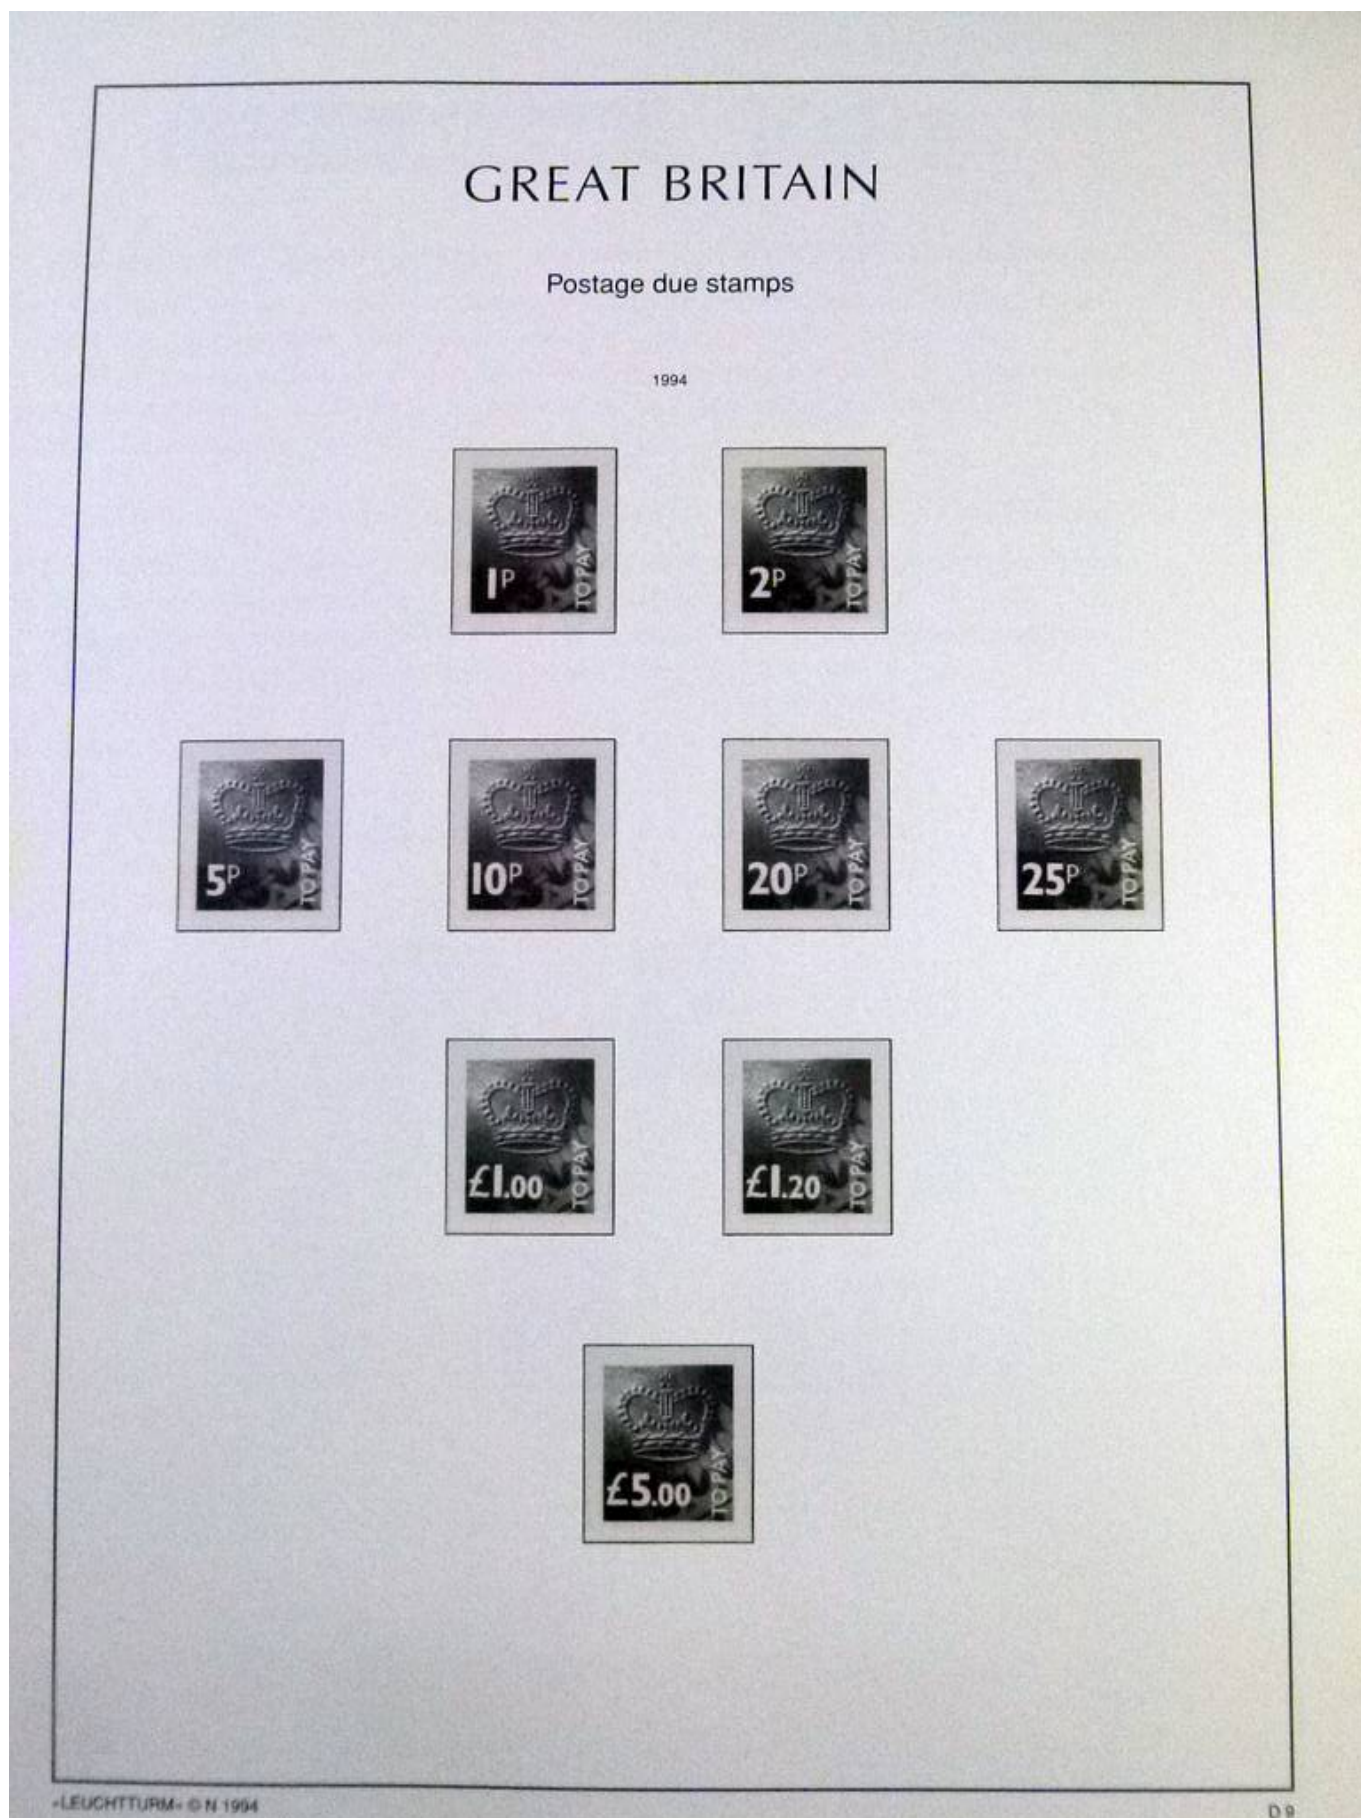 GREAT BRITAIN
Postage due stamps
1994
1P TO PAY
2P TO PAY
5P TO PAY
10P TO PAY
20P TO PAY
25P TO PAY
£1.00 TO PAY
£1.20 TO PAY
£5.00 TO PAY
»LEUCHTTURM« © N 1994
D 9